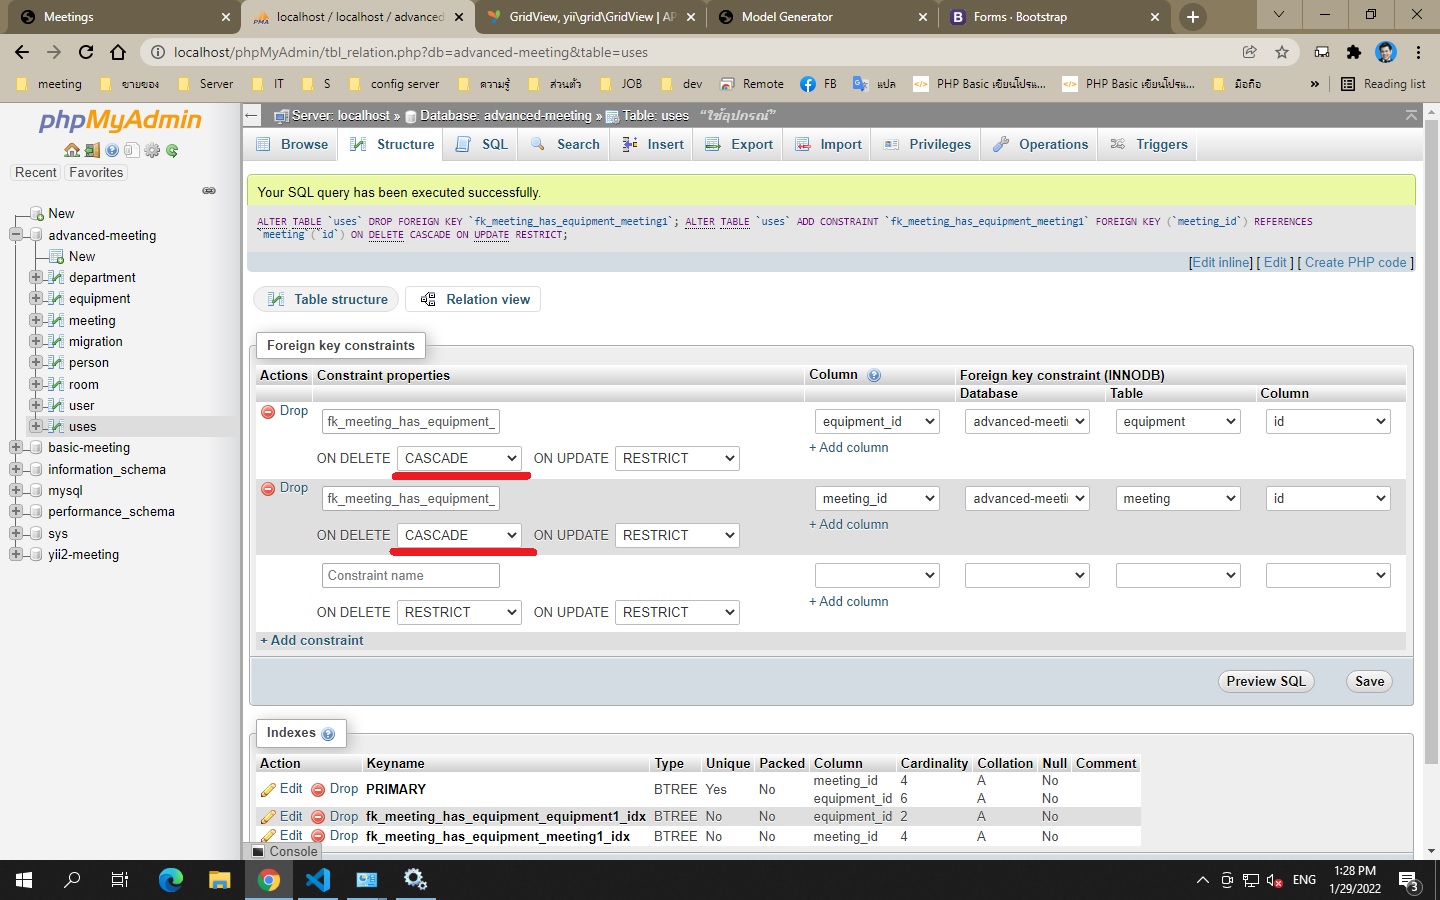 Meetings
localhost / localhost / advanced
GridView, yii\grid\GridView | AP
Model Generator
Forms · Bootstrap
localhost/phpMyAdmin/tbl_relation.php?db=advanced-meeting&table=uses
meeting
ขายของ
Server
IT
S
config server
ความรู้
ส่วนตัว
JOB
dev
Remote
FB
แปล
PHP Basic เขียนโปรแ...
PHP Basic เขียนโปรแ...
มือถือ
»
Reading list
phpMyAdmin
Recent
Favorites
New
advanced-meeting
New
department
equipment
meeting
migration
person
room
user
uses
basic-meeting
information_schema
mysql
performance_schema
sys
yii2-meeting
Server: localhost » Database: advanced-meeting » Table: uses “ใช้อุปกรณ์”
Browse
Structure
SQL
Search
Insert
Export
Import
Privileges
Operations
Triggers
Your SQL query has been executed successfully.
ALTER TABLE `uses` DROP FOREIGN KEY `fk_meeting_has_equipment_meeting1`; ALTER TABLE `uses` ADD CONSTRAINT `fk_meeting_has_equipment_meeting1` FOREIGN KEY (`meeting_id`) REFERENCES
`meeting`(`id`) ON DELETE CASCADE ON UPDATE RESTRICT;
[Edit inline] [ Edit ] [ Create PHP code ]
Table structure
Relation view
Foreign key constraints
Actions Constraint properties Column Foreign key constraint (INNODB)
Database Table Column
Drop fk_meeting_has_equipment_ equipment_id advanced-meetin equipment id
+ Add column
ON DELETE CASCADE ON UPDATE RESTRICT
Drop fk_meeting_has_equipment_ meeting_id advanced-meetin meeting id
+ Add column
ON DELETE CASCADE ON UPDATE RESTRICT
Constraint name
+ Add column
ON DELETE RESTRICT ON UPDATE RESTRICT
+ Add constraint
Preview SQL
Save
Indexes
Action Keyname Type Unique Packed Column Cardinality Collation Null Comment
Edit Drop PRIMARY BTREE Yes No meeting_id 4 A No
equipment_id 6 A No
Edit Drop fk_meeting_has_equipment_equipment1_idx BTREE No No equipment_id 2 A No
Edit Drop fk_meeting_has_equipment_meeting1_idx BTREE No No meeting_id 4 A No
Console
ENG
1:28 PM
1/29/2022
3